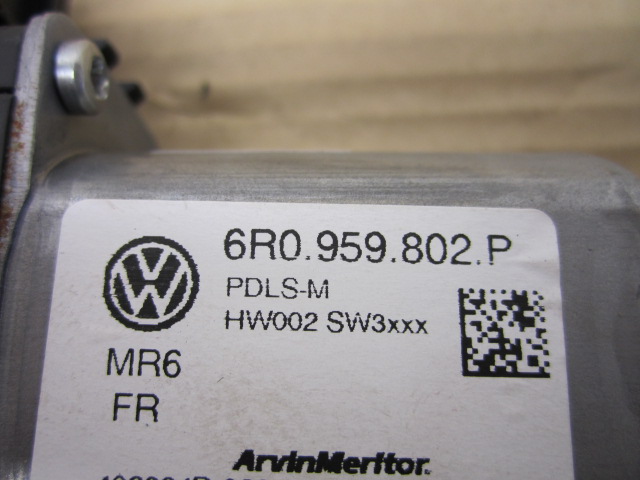 6R0.959.802.P
PDLS-M
HW002 SW3xxx
MR6
FR
ArvinMeritor